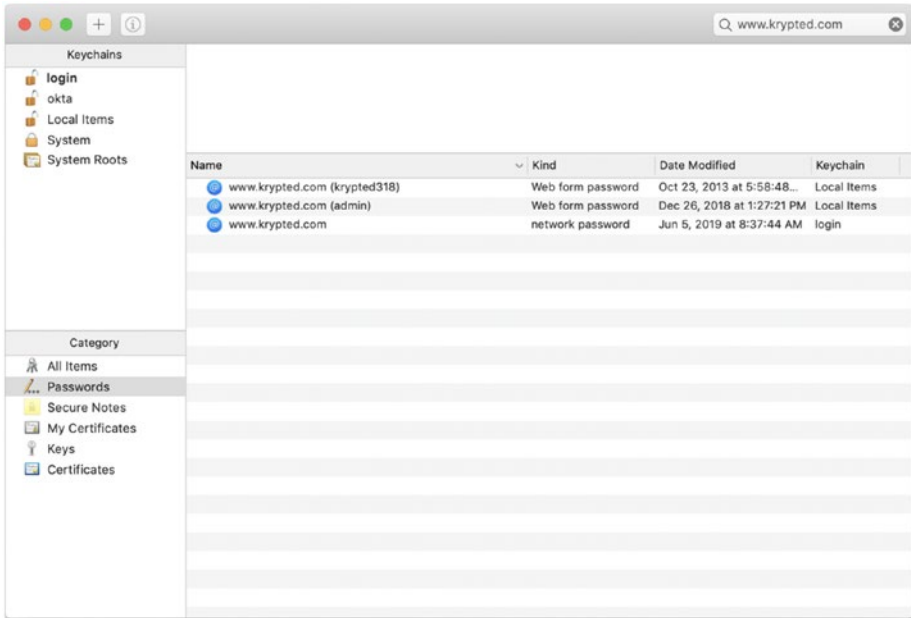 www.krypted.com
Keychains
login
okta
Local Items
System
System Roots
Name Kind Date Modified Keychain
www.krypted.com (krypted318) Web form password Oct 23, 2013 at 5:58:48... Local Items
www.krypted.com (admin) Web form password Dec 26, 2018 at 1:27:21 PM Local Items
www.krypted.com network password Jun 5, 2019 at 8:37:44 AM login
Category
All Items
Passwords
Secure Notes
My Certificates
Keys
Certificates